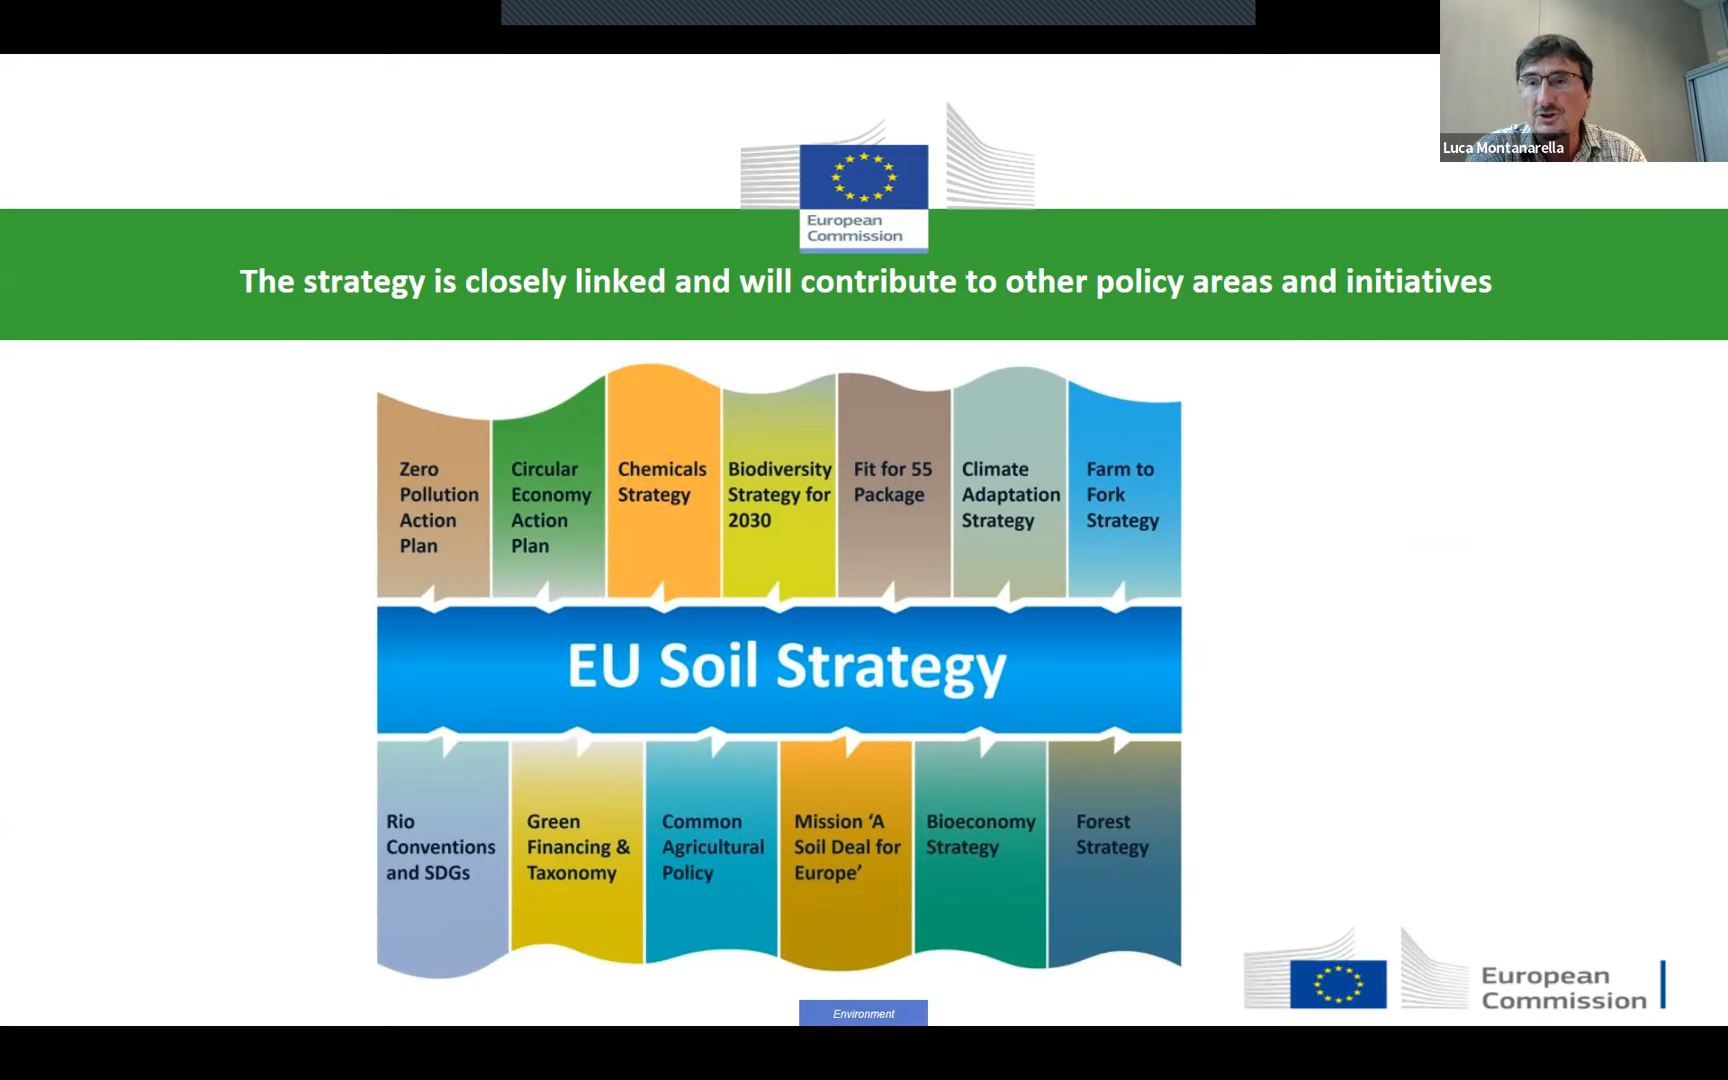 Luca Montanarella
European
Commission
The strategy is closely linked and will contribute to other policy areas and initiatives
Zero
Pollution
Action
Plan
Circular
Economy
Action
Plan
Chemicals
Strategy
Biodiversity
Strategy for
2030
Fit for 55
Package
Climate
Adaptation
Strategy
Farm to
Fork
Strategy
EU Soil Strategy
Rio
Conventions
and SDGs
Green
Financing &
Taxonomy
Common
Agricultural
Policy
Mission ‘A
Soil Deal for
Europe’
Bioeconomy
Strategy
Forest
Strategy
European
Commission
Environment